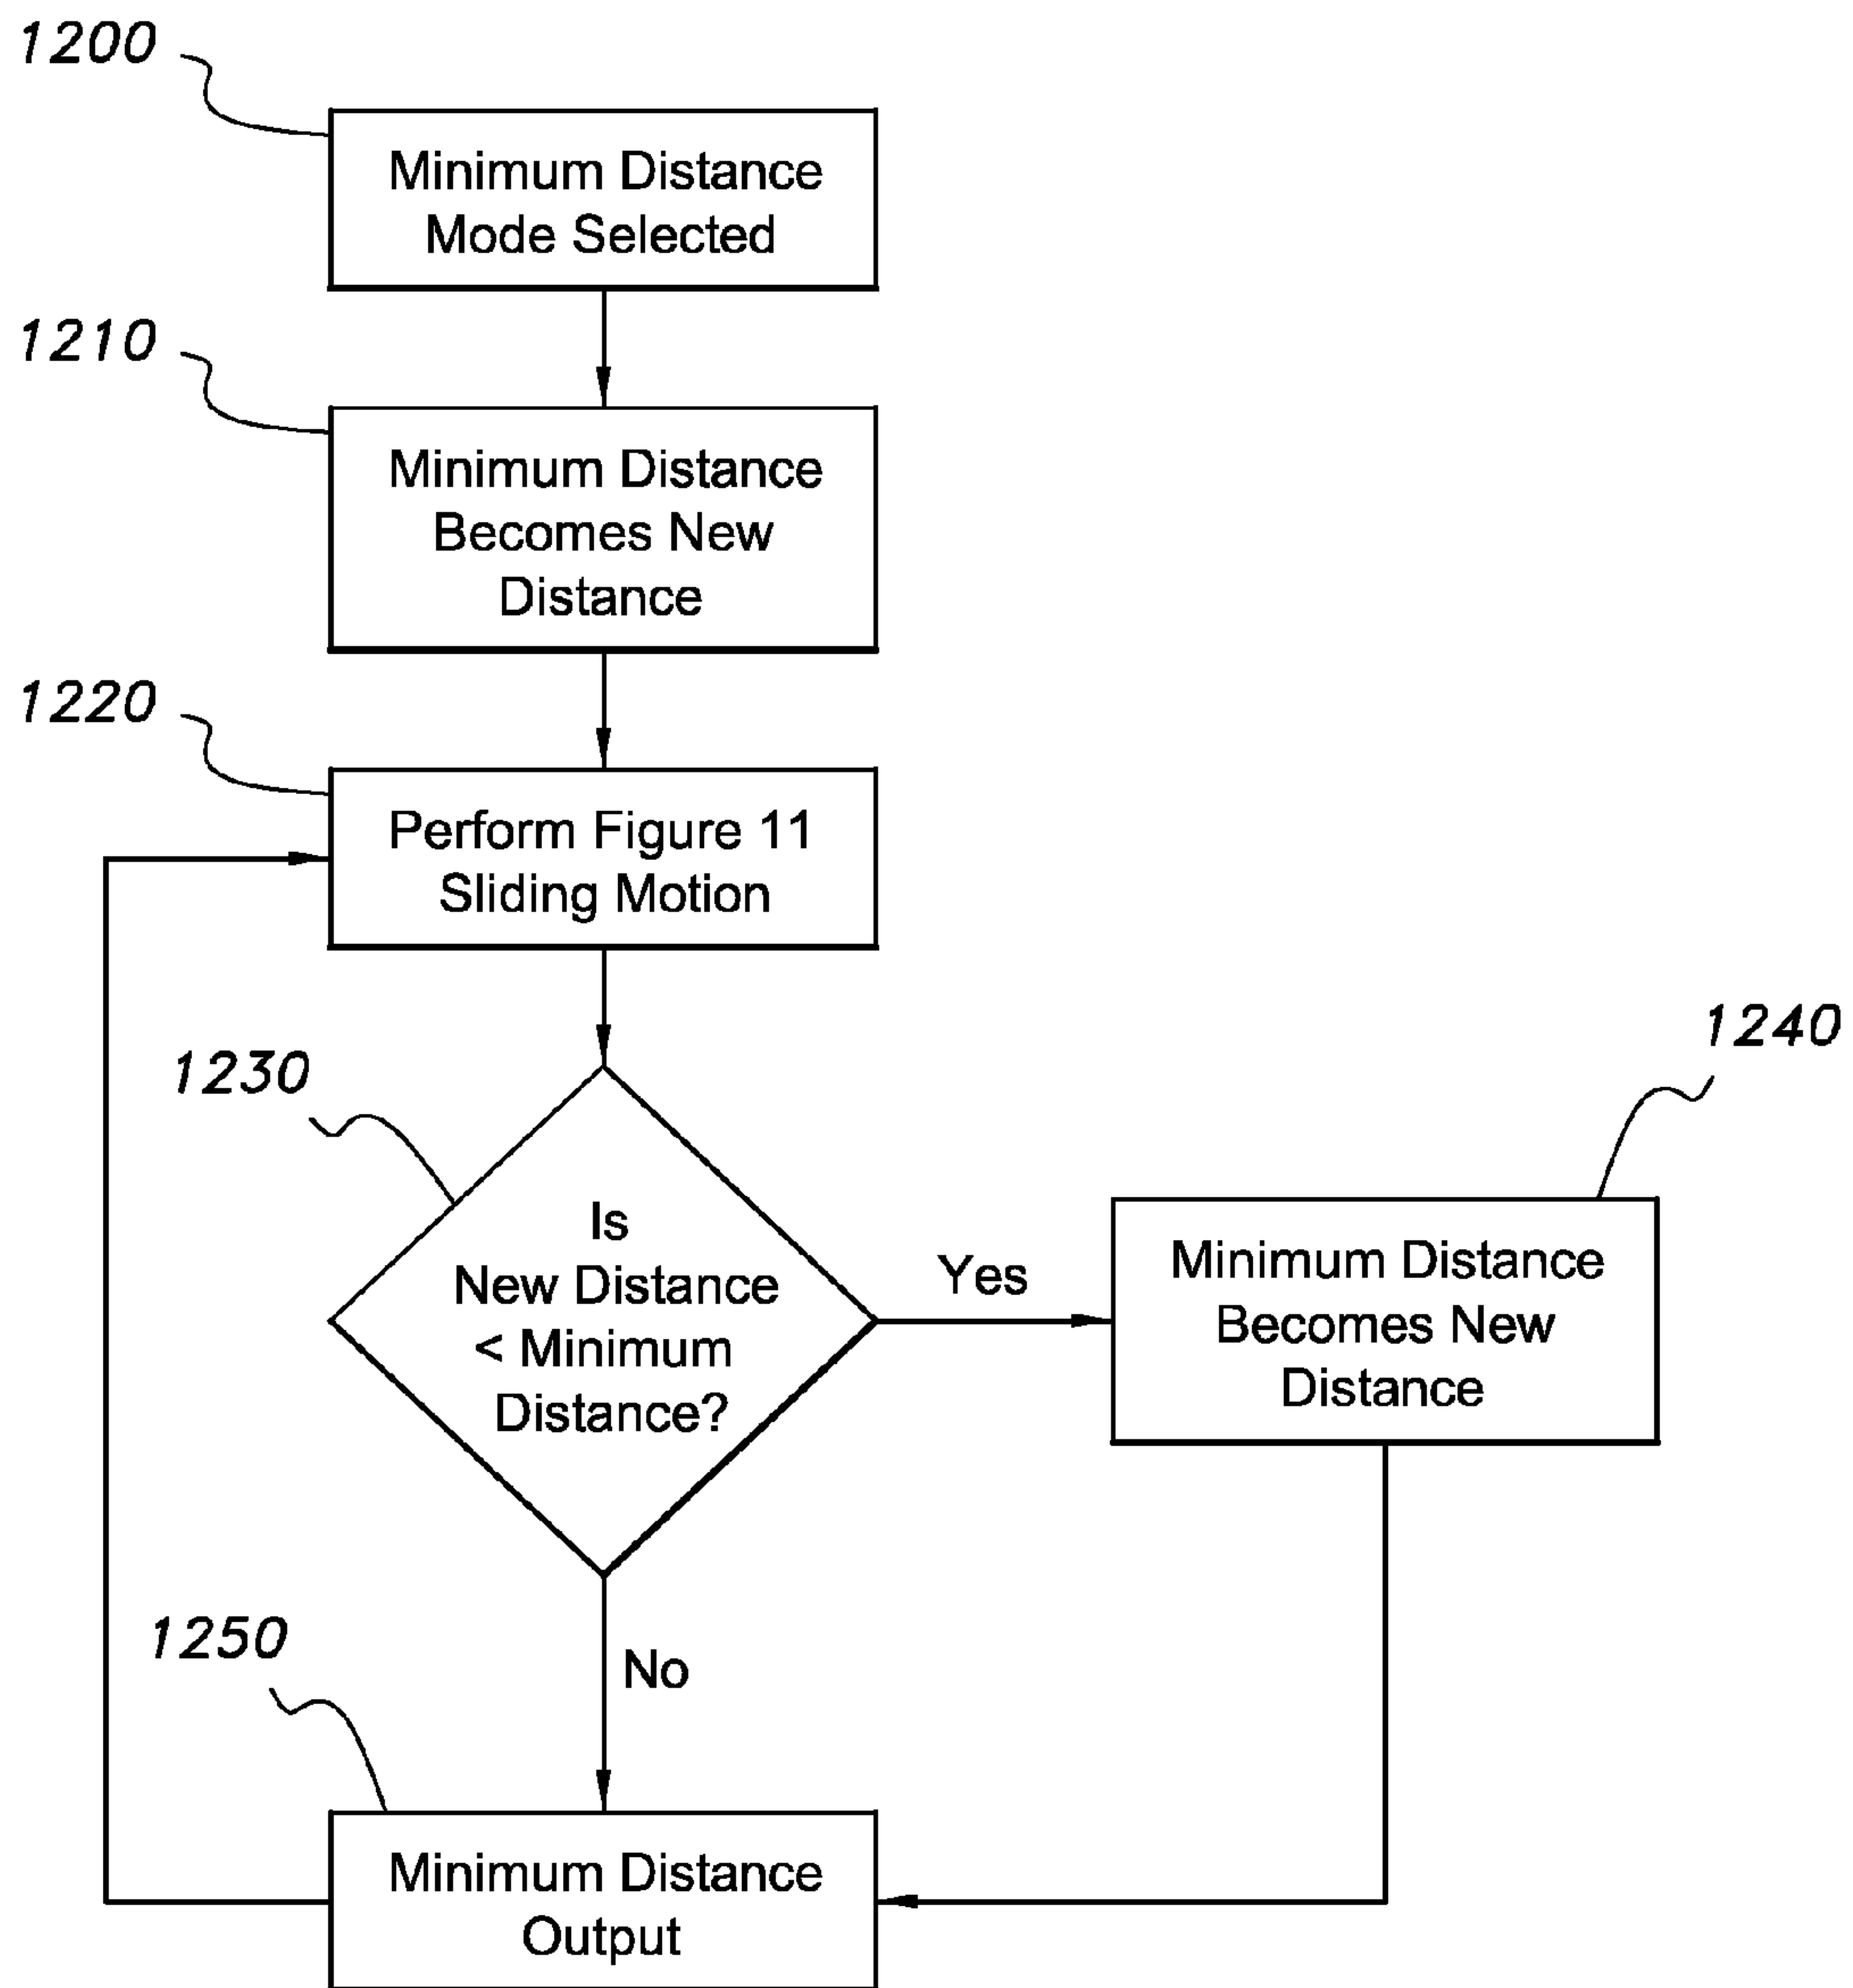 1200
Minimum Distance
Mode Selected
1210
Minimum Distance
Becomes New
Distance
1220
Perform Figure 11
Sliding Motion
1230
Is
New Distance
< Minimum
Distance?
Yes
1240
Minimum Distance
Becomes New
Distance
No
1250
Minimum Distance
Output